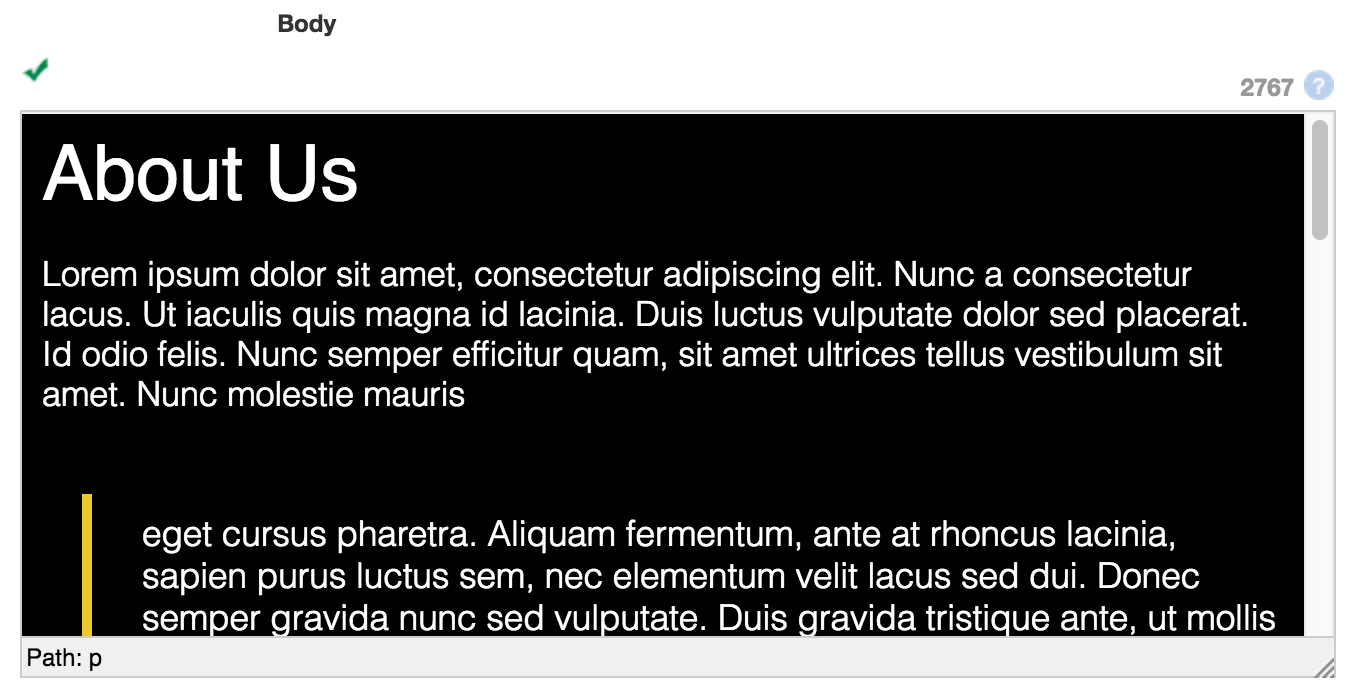 Body
2767 ?
About Us
Lorem ipsum dolor sit amet, consectetur adipiscing elit. Nunc a consectetur
lacus. Ut iaculis quis magna id lacinia. Duis luctus vulputate dolor sed placerat.
Id odio felis. Nunc semper efficitur quam, sit amet ultrices tellus vestibulum sit
amet. Nunc molestie mauris
eget cursus pharetra. Aliquam fermentum, ante at rhoncus lacinia,
sapien purus luctus sem, nec elementum velit lacus sed dui. Donec
semper gravida nunc sed vulputate. Duis gravida tristique ante, ut mollis
Path: p